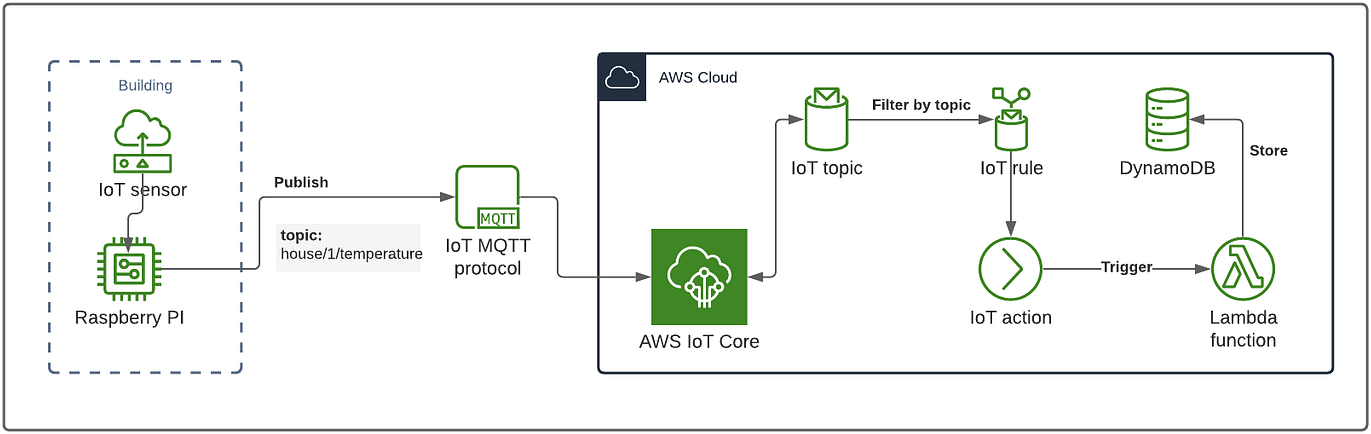 Building
IoT sensor
Raspberry PI
Publish
topic:
house/1/temperature
MQTT
IoT MQTT
protocol
AWS Cloud
AWS IoT Core
IoT topic
Filter by topic
IoT rule
IoT action
Trigger
Lambda
function
Store
DynamoDB